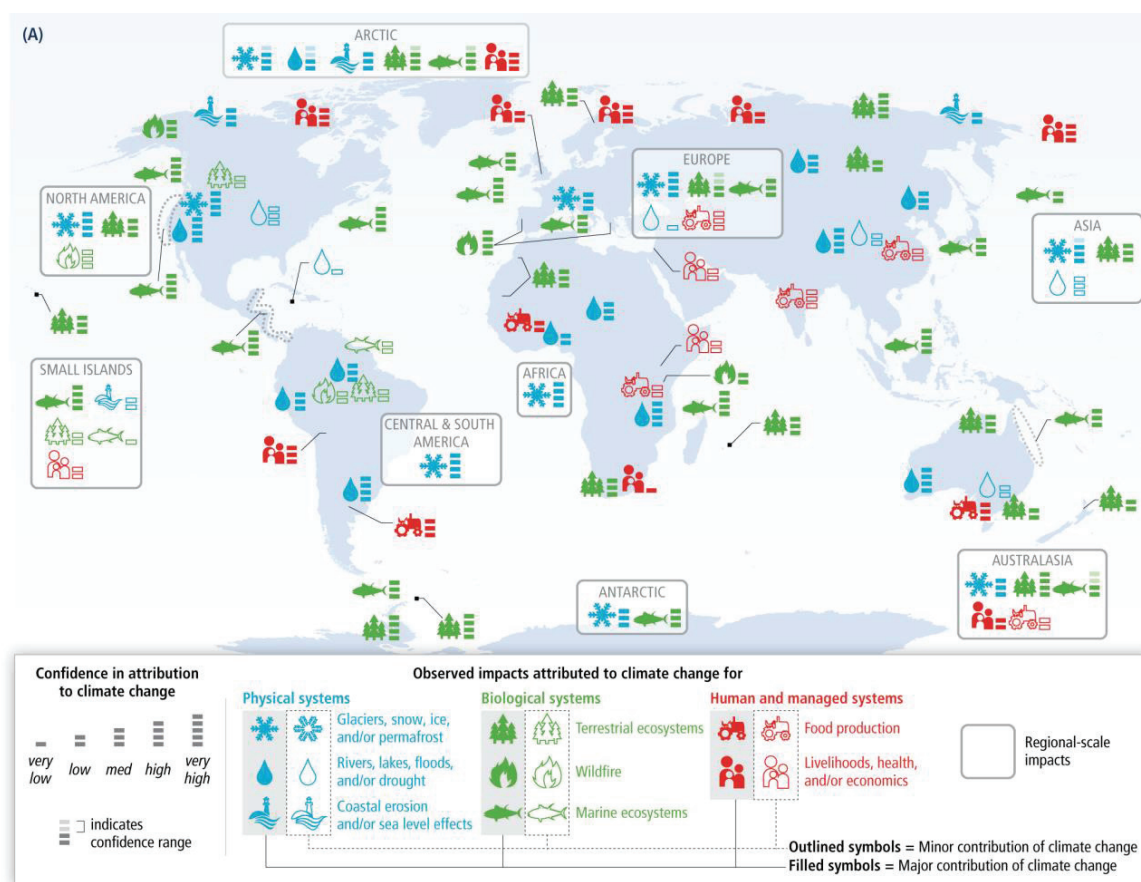 (A)
ARCTIC
NORTH AMERICA
EUROPE
ASIA
SMALL ISLANDS
AFRICA
CENTRAL & SOUTH
AMERICA
ANTARCTIC
AUSTRALASIA
Confidence in attribution
to climate change
very
low
low
med
high
very
high
indicates
confidence range
Observed impacts attributed to climate change for
Physical systems
Glaciers, snow, ice,
and/or permafrost
Rivers, lakes, floods,
and/or drought
Coastal erosion
and/or sea level effects
Biological systems
Terrestrial ecosystems
Wildfire
Marine ecosystems
Human and managed systems
Food production
Livelihoods, health,
and/or economics
Regional-scale
impacts
Outlined symbols = Minor contribution of climate change
Filled symbols = Major contribution of climate change